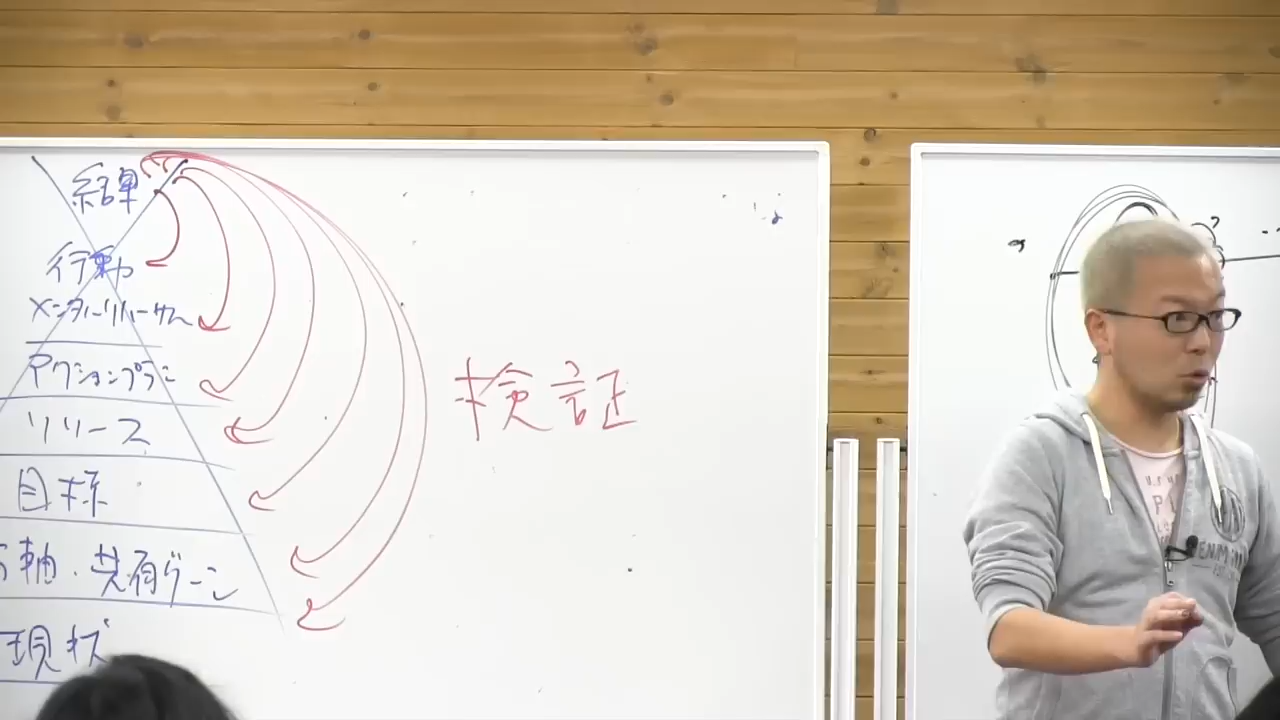 結果
行動
メンタルリハーサル
アクションプラン
リリース
目標
軸・共有ゾーン
現状
検証